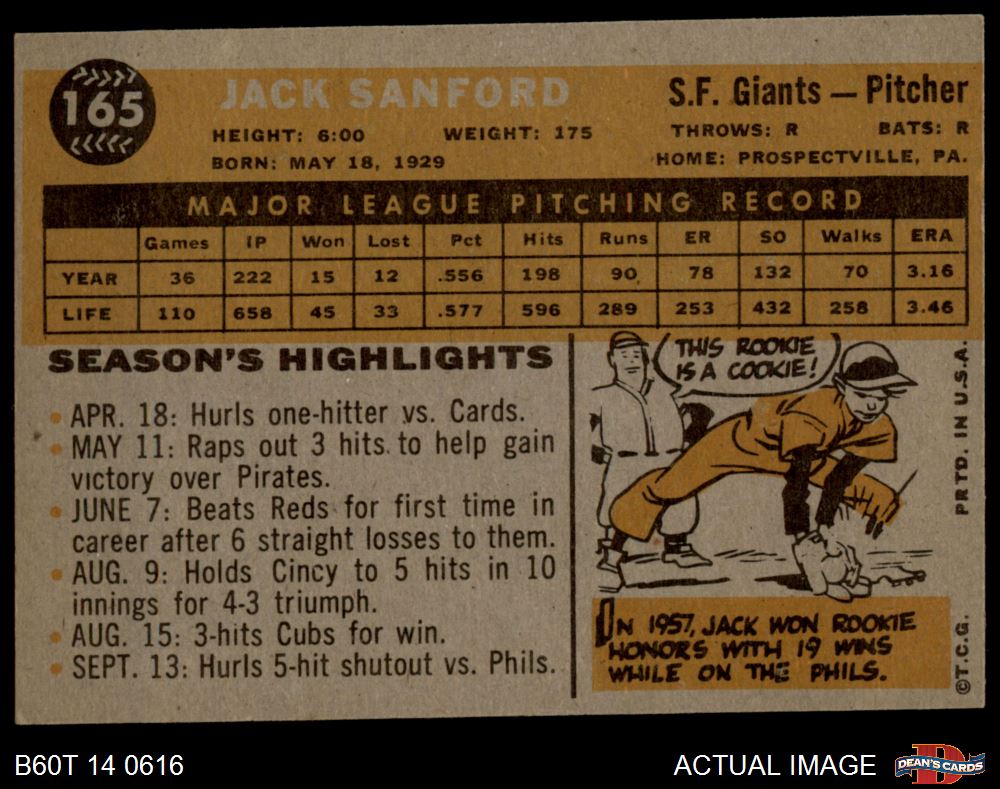 165
JACK SANFORD
S.F. Giants — Pitcher
HEIGHT: 6:00 WEIGHT: 175 THROWS: R BATS: R
BORN: MAY 18, 1929 HOME: PROSPECTVILLE, PA.
MAJOR LEAGUE PITCHING RECORD
Games IP Won Lost Pct Hits Runs ER SO Walks ERA
YEAR 36 222 15 12 .556 198 90 78 132 70 3.16
LIFE 110 658 45 33 .577 596 289 253 432 258 3.46
SEASON'S HIGHLIGHTS
• APR. 18: Hurls one-hitter vs. Cards.
• MAY 11: Raps out 3 hits to help gain
victory over Pirates.
• JUNE 7: Beats Reds for first time in
career after 6 straight losses to them.
• AUG. 9: Holds Cincy to 5 hits in 10
innings for 4-3 triumph.
• AUG. 15: 3-hits Cubs for win.
• SEPT. 13: Hurls 5-hit shutout vs. Phils.
THIS ROOKIE
IS A COOKIE!
IN 1957, JACK WON ROOKIE
HONORS WITH 19 WINS
WHILE ON THE PHILS.
PRTD. IN U.S.A.
©T.C.G.
B60T 14 0616
ACTUAL IMAGE
DEAN'S CARDS